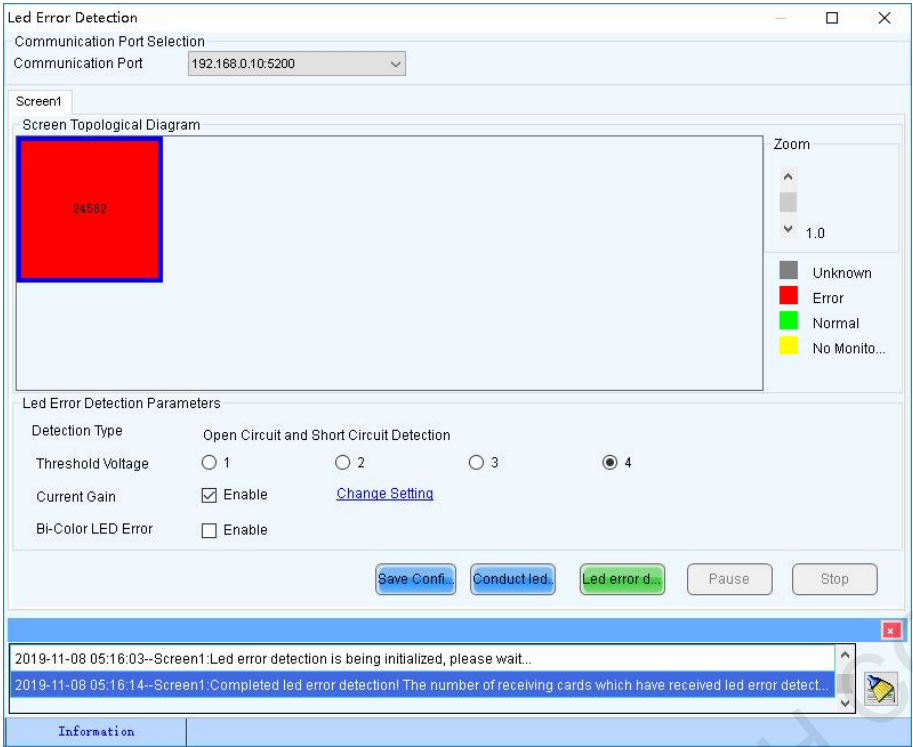 Led Error Detection
Communication Port Selection
Communication Port 192.168.0.10:5200
Screen1
Screen Topological Diagram
Zoom
24582
1.0
Unknown
Error
Normal
No Monito...
Led Error Detection Parameters
Detection Type Open Circuit and Short Circuit Detection
Threshold Voltage 1 2 3 4
Current Gain Enable Change Setting
Bi-Color LED Error Enable
Save Confi... Conduct led... Led error d... Pause Stop
2019-11-08 05:16:03--Screen1:Led error detection is being initialized, please wait...
2019-11-08 05:16:14--Screen1:Completed led error detection! The number of receiving cards which have received led error detect...
Information